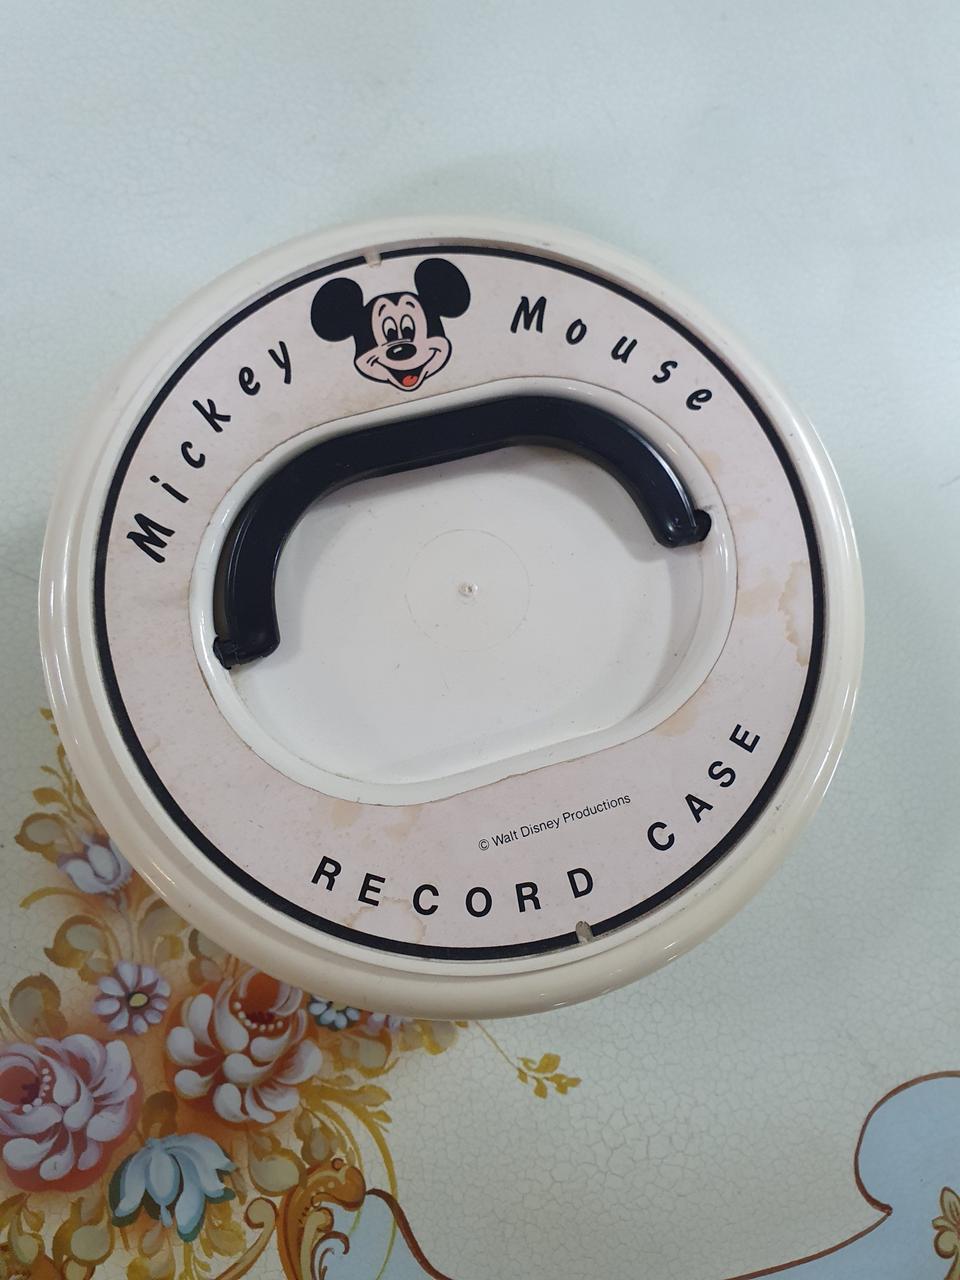 Mickey Mouse
© Walt Disney Productions
RECORD CASE